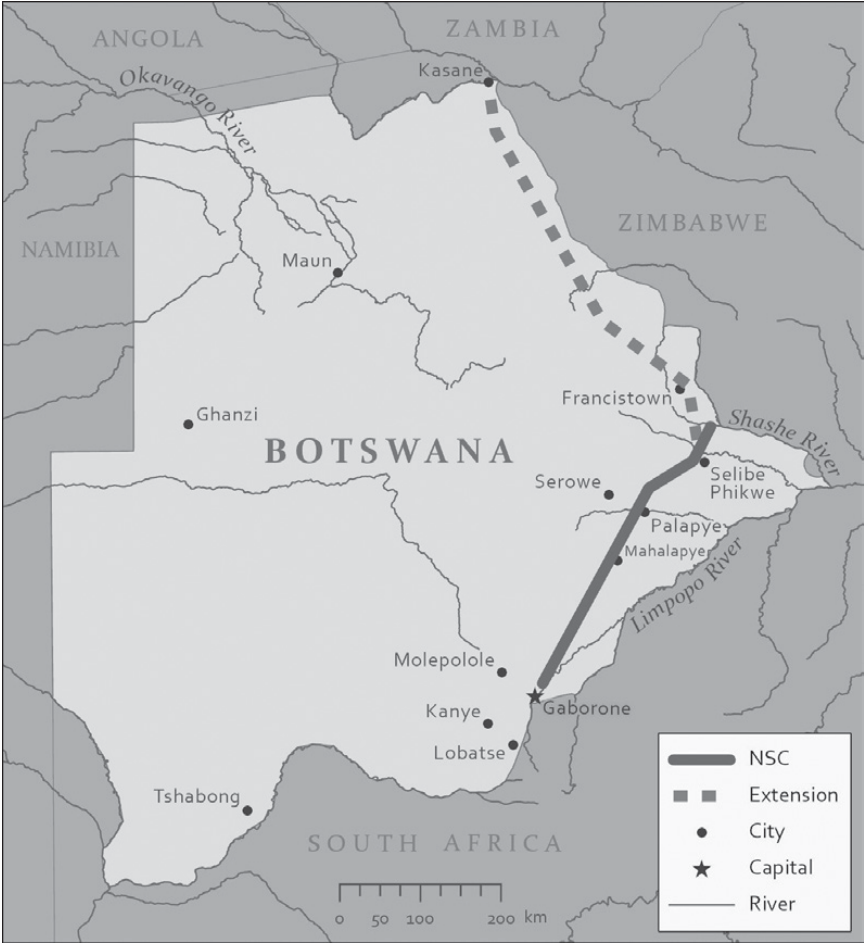 ANGOLA
ZAMBIA
Kasane
Okavango River
ZIMBABWE
NAMIBIA
Maun
Francistown
Ghanzi
Shashe River
BOTSWANA
Selibe
Phikwe
Serowe
Palapye
Mahalapye
Limpopo River
Molepolole
Gaborone
Kanye
Lobatse
Tshabong
SOUTH AFRICA
NSC
Extension
City
Capital
River
0 50 100 200 km